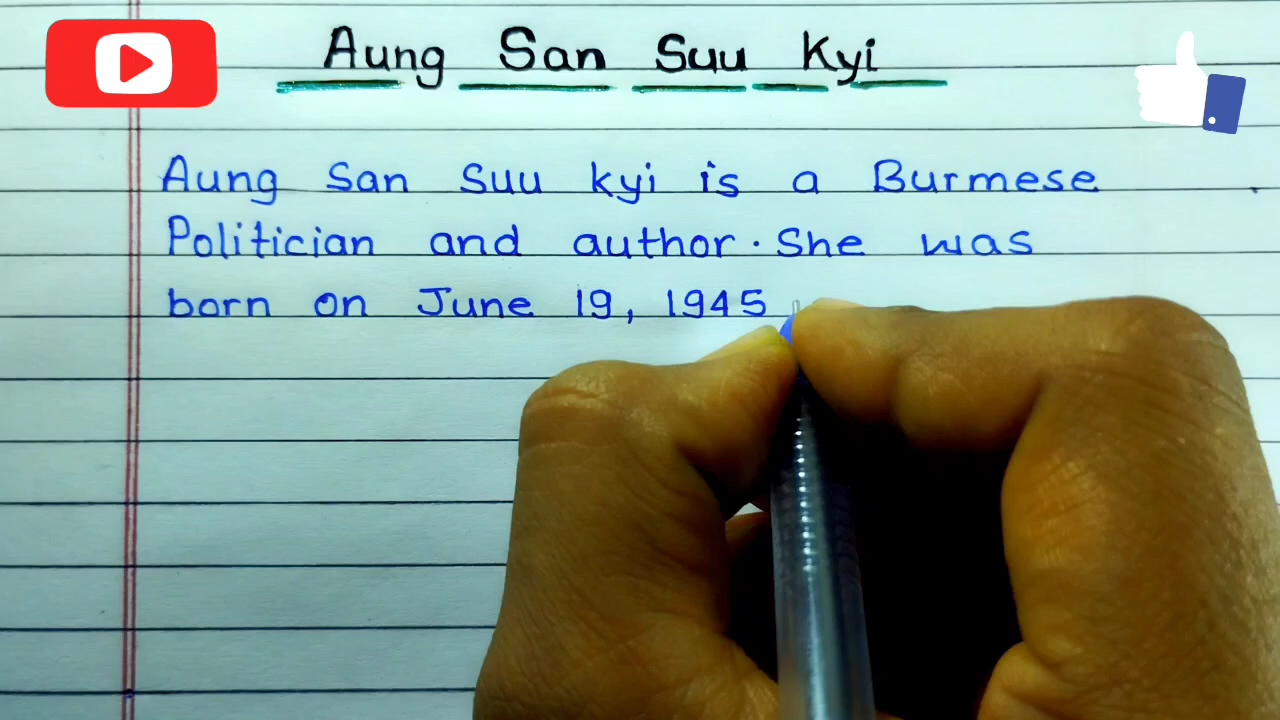 Aung San Suu Kyi
Aung San Suu kyi is a Burmese
Politician and author. She was
born on June 19, 1945